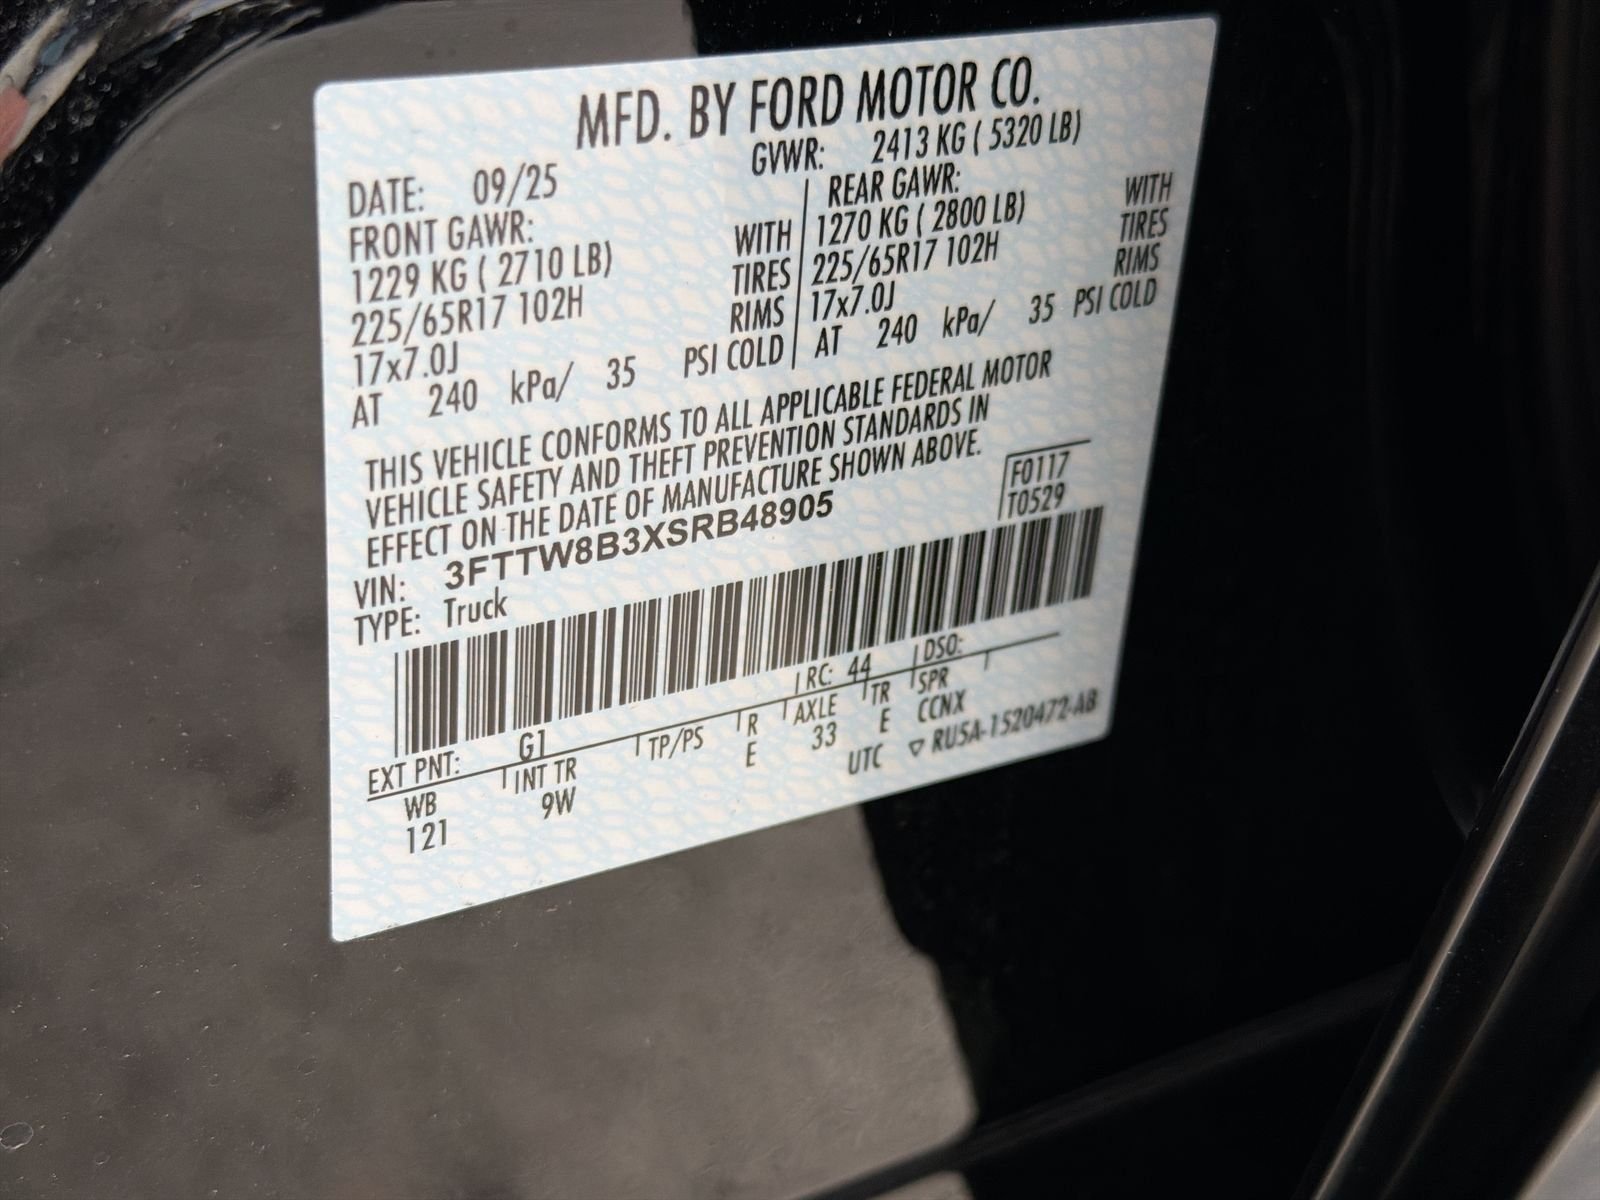 MFD. BY FORD MOTOR CO.
DATE: 09/25 GVWR: 2413 KG ( 5320 LB)
FRONT GAWR: REAR GAWR:
1229 KG ( 2710 LB) WITH 1270 KG ( 2800 LB) WITH
225/65R17 102H TIRES 225/65R17 102H TIRES
17x7.0J RIMS 17x7.0J RIMS
AT 240 kPa/ 35 PSI COLD AT 240 kPa/ 35 PSI COLD
THIS VEHICLE CONFORMS TO ALL APPLICABLE FEDERAL MOTOR
VEHICLE SAFETY AND THEFT PREVENTION STANDARDS IN
EFFECT ON THE DATE OF MANUFACTURE SHOWN ABOVE.
F0117
T0529
VIN: 3FTTW8B3XSRB48905
TYPE: Truck
EXT PNT: G1 RC: 44 DSO:
WB INT TR TP/PS R AXLE TR SPR
121 9W E 33 E CCNX
UTC ▽ RU5A-1520472-AB